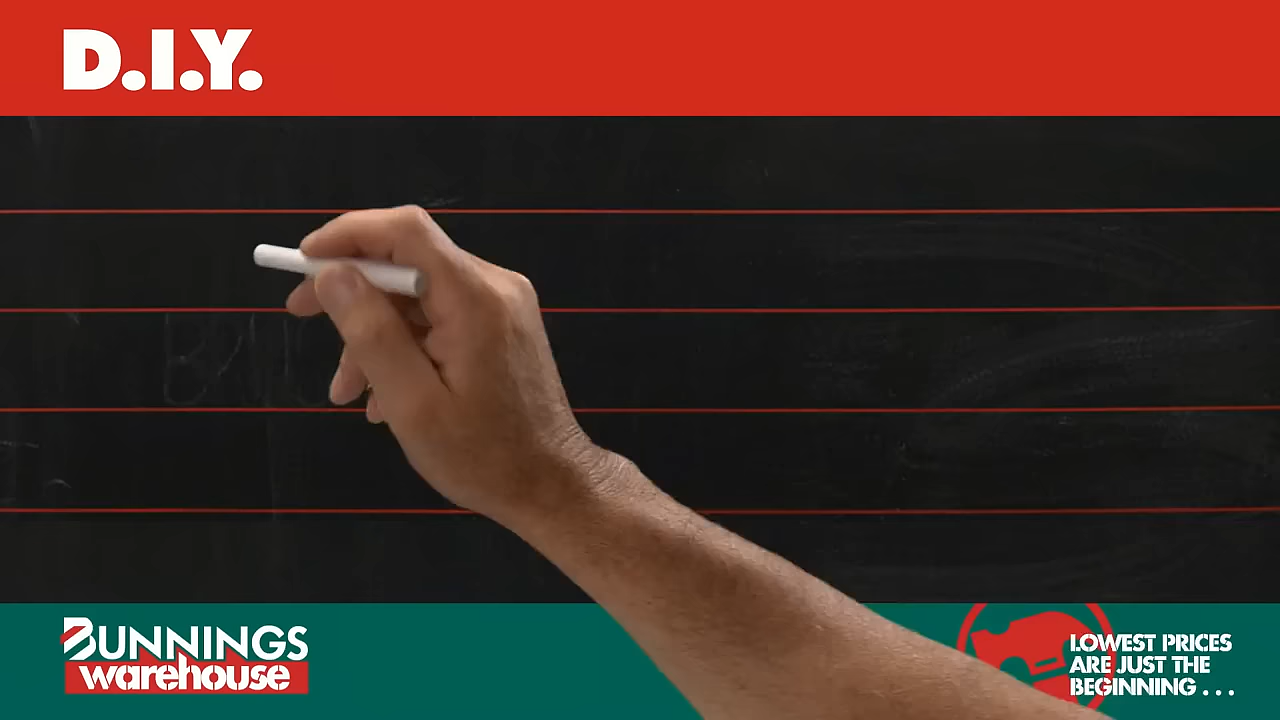 D.I.Y.
BUNNINGS
warehouse
LOWEST PRICES
ARE JUST THE
BEGINNING...